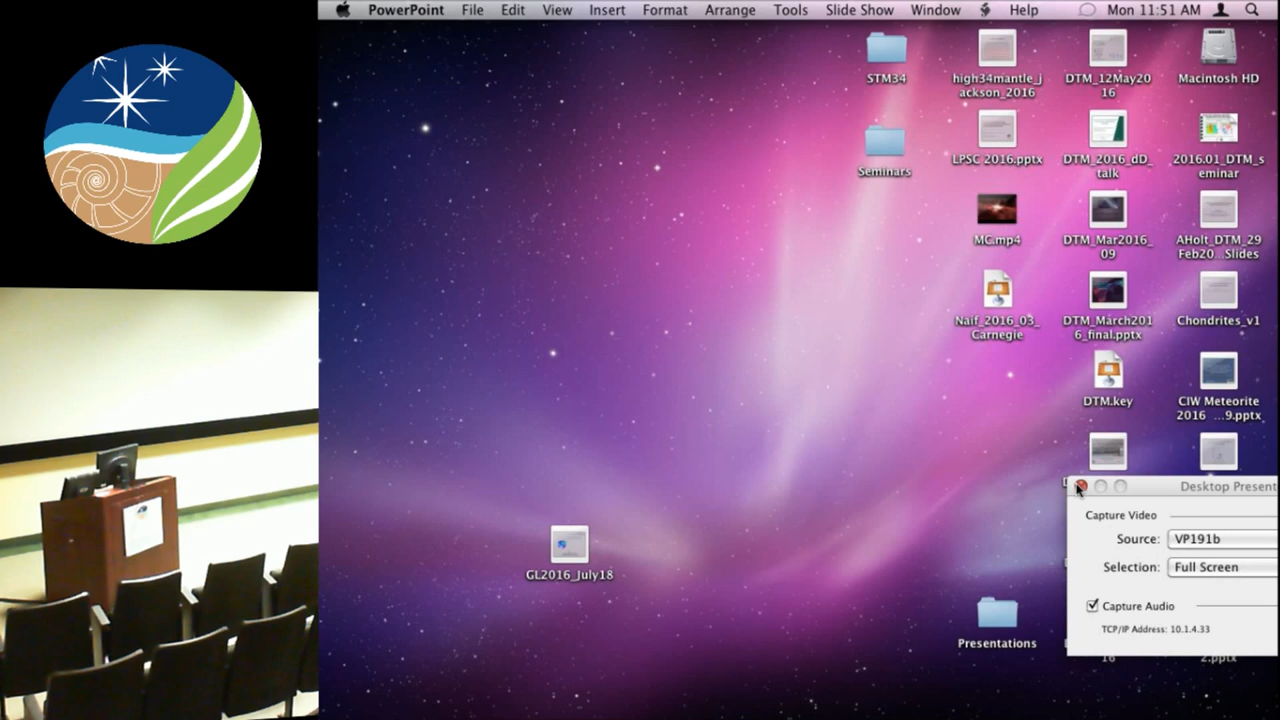 PowerPoint File Edit View Insert Format Arrange Tools Slide Show Window Help Mon 11:51 AM
STM34
high34mantle_j
ackson_2016
DTM_12May20
16
Macintosh HD
Seminars
LPSC 2016.pptx
DTM_2016_dD_
talk
2016.01_DTM_s
eminar
MC.mp4
DTM_Mar2016_
09
AHolt_DTM_29
Feb20...Slides
Naif_2016_03_
Carnegie
DTM_March201
6_final.pptx
Chondrites_v1
DTM.key
CIW Meteorite
2016 ...9.pptx
Desktop Present
Capture Video
Source: VP191b
Selection: Full Screen
Capture Audio
TCP/IP Address: 10.1.4.33
GL2016_July18
Presentations
16
2.pptx